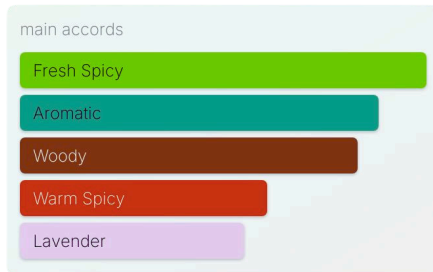 main accords
Fresh Spicy
Aromatic
Woody
Warm Spicy
Lavender